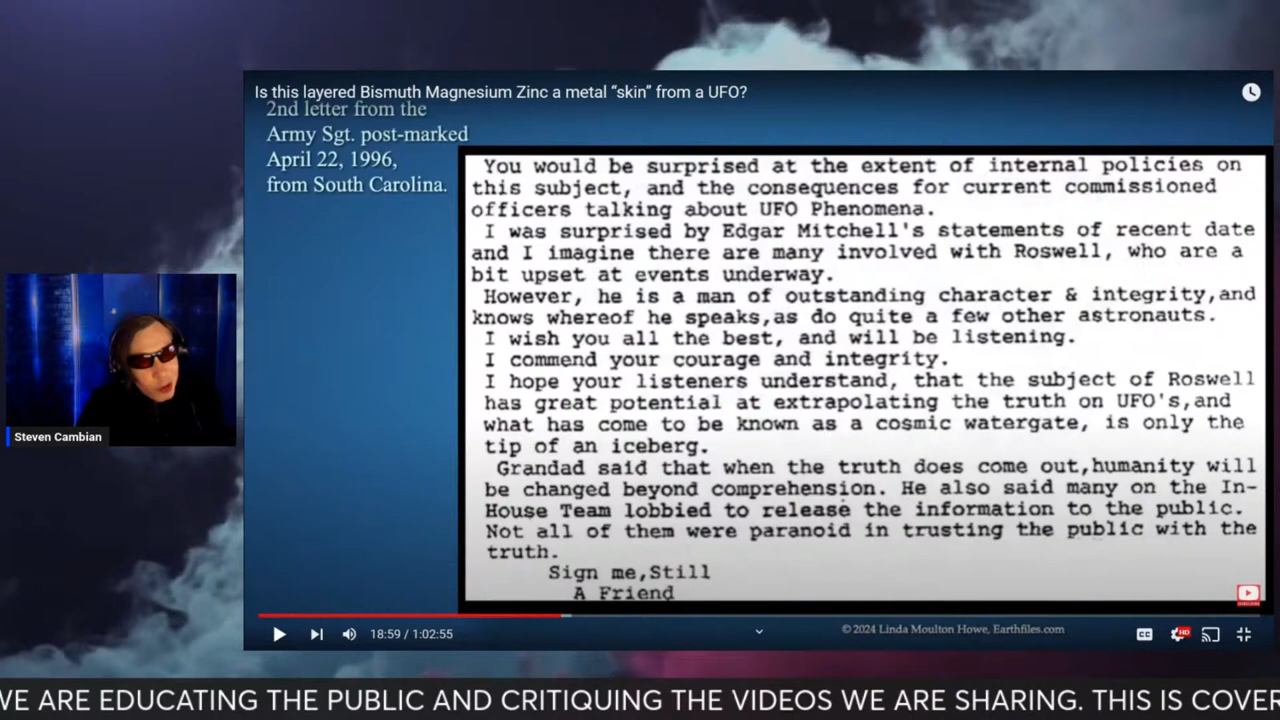 Is this layered Bismuth Magnesium Zinc a metal “skin” from a UFO?
2nd letter from the
Army Sgt. post-marked
April 22, 1996,
from South Carolina.
You would be surprised at the extent of internal policies on
this subject, and the consequences for current commissioned
officers talking about UFO Phenomena.
I was surprised by Edgar Mitchell's statements of recent date
and I imagine there are many involved with Roswell, who are a
bit upset at events underway.
However, he is a man of outstanding character & integrity,and
knows whereof he speaks,as do quite a few other astronauts.
I wish you all the best, and will be listening.
I commend your courage and integrity.
I hope your listeners understand, that the subject of Roswell
has great potential at extrapolating the truth on UFO's,and
what has come to be known as a cosmic watergate, is only the
tip of an iceberg.
Grandad said that when the truth does come out,humanity will
be changed beyond comprehension. He also said many on the In-
House Team lobbied to release the information to the public.
Not all of them were paranoid in trusting the public with the
truth.
Sign me,Still
A Friend
Steven Cambian
SUBSCRIBE
18:59 / 1:02:55
© 2024 Linda Moulton Howe, Earthfiles.com
CC
HD
WE ARE EDUCATING THE PUBLIC AND CRITIQUING THE VIDEOS WE ARE SHARING. THIS IS COVER